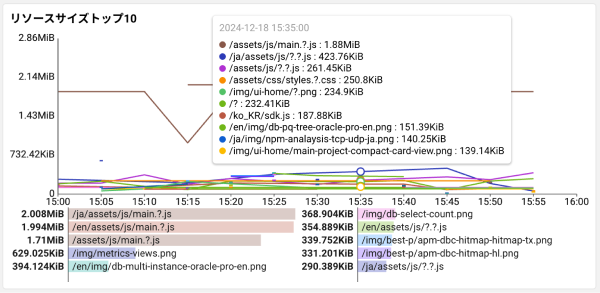 リソースサイズトップ10
2.86MiB
2.14MiB
1.43MiB
732.42KiB
0
15:00 15:05 15:10 15:15 15:20 15:25 15:30 15:35 15:40 15:45 15:50 15:55 16:00
2024-12-18 15:35:00
/assets/js/main.?.js : 1.88MiB
/ja/assets/js/?.?.js : 423.76KiB
/assets/js/?.?.js : 261.45KiB
/assets/css/styles.?.css : 250.8KiB
/img/ui-home/?.png : 234.9KiB
/? : 232.41KiB
/ko_KR/sdk.js : 187.88KiB
/en/img/db-pq-tree-oracle-pro-en.png : 151.39KiB
/ja/img/npm-analaysis-tcp-udp-ja.png : 140.25KiB
/img/ui-home/main-project-compact-card-view.png : 139.14KiB
2.008MiB /ja/assets/js/main.?.js
1.994MiB /en/assets/js/main.?.js
1.71MiB /assets/js/main.?.js
629.025KiB /img/metrics-views.png
394.124KiB /en/img/db-multi-instance-oracle-pro-en.png
368.904KiB /img/db-select-count.png
354.889KiB /en/assets/js/?.?.js
339.752KiB /img/best-p/apm-dbc-hitmap-hitmap-tx.png
331.201KiB /img/best-p/apm-dbc-hitmap-hl.png
290.389KiB /ja/assets/js/?.?.js